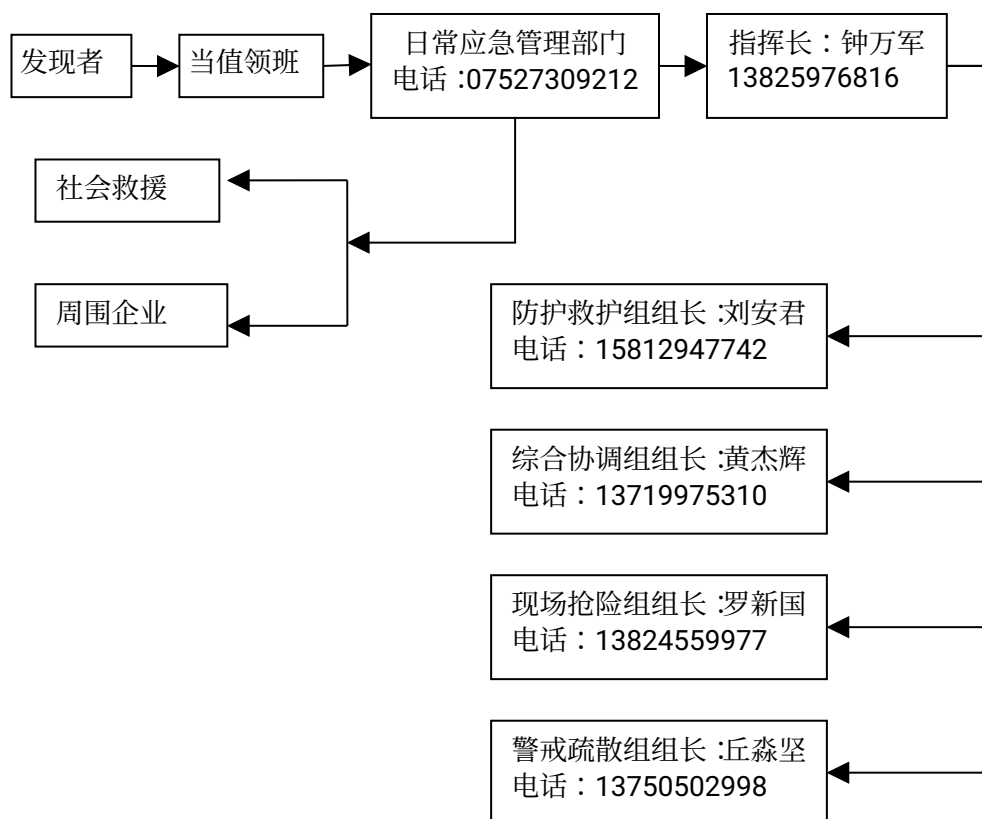 发现者
当值领班
日常应急管理部门
电话：07527309212
指挥长：钟万军
13825976816
社会救援
周围企业
防护救护组组长：刘安君
电话：15812947742
综合协调组组长：黄杰辉
电话：13719975310
现场抢险组组长：罗新国
电话：13824559977
警戒疏散组组长：丘淼坚
电话：13750502998